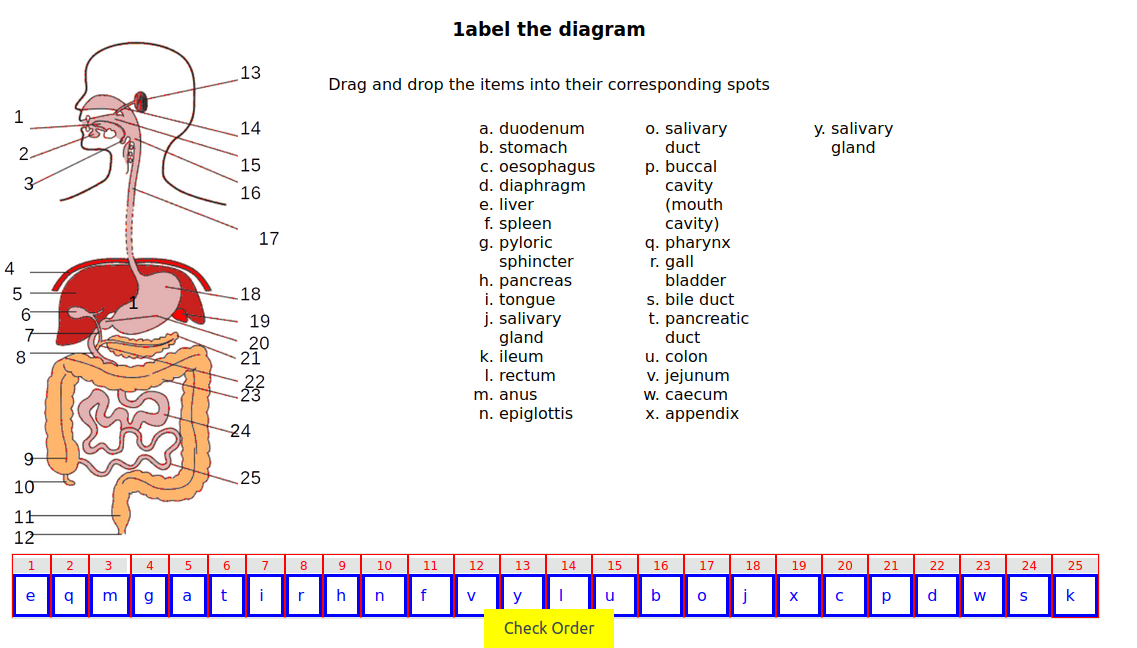 1abel the diagram
Drag and drop the items into their corresponding spots
a. duodenum
b. stomach
c. oesophagus
d. diaphragm
e. liver
f. spleen
g. pyloric
sphincter
h. pancreas
i. tongue
j. salivary
gland
k. ileum
l. rectum
m. anus
n. epiglottis
o. salivary
duct
p. buccal
cavity
(mouth
cavity)
q. pharynx
r. gall
bladder
s. bile duct
t. pancreatic
duct
u. colon
v. jejunum
w. caecum
x. appendix
y. salivary
gland
1
2
3
4
5
6
7
8
9
10
11
12
1
13
14
15
16
17
18
19
20
21
22
23
24
25
1 2 3 4 5 6 7 8 9 10 11 12 13 14 15 16 17 18 19 20 21 22 23 24 25
e q m g a t i r h n f v y l u b o j x c p d w s k
Check Order